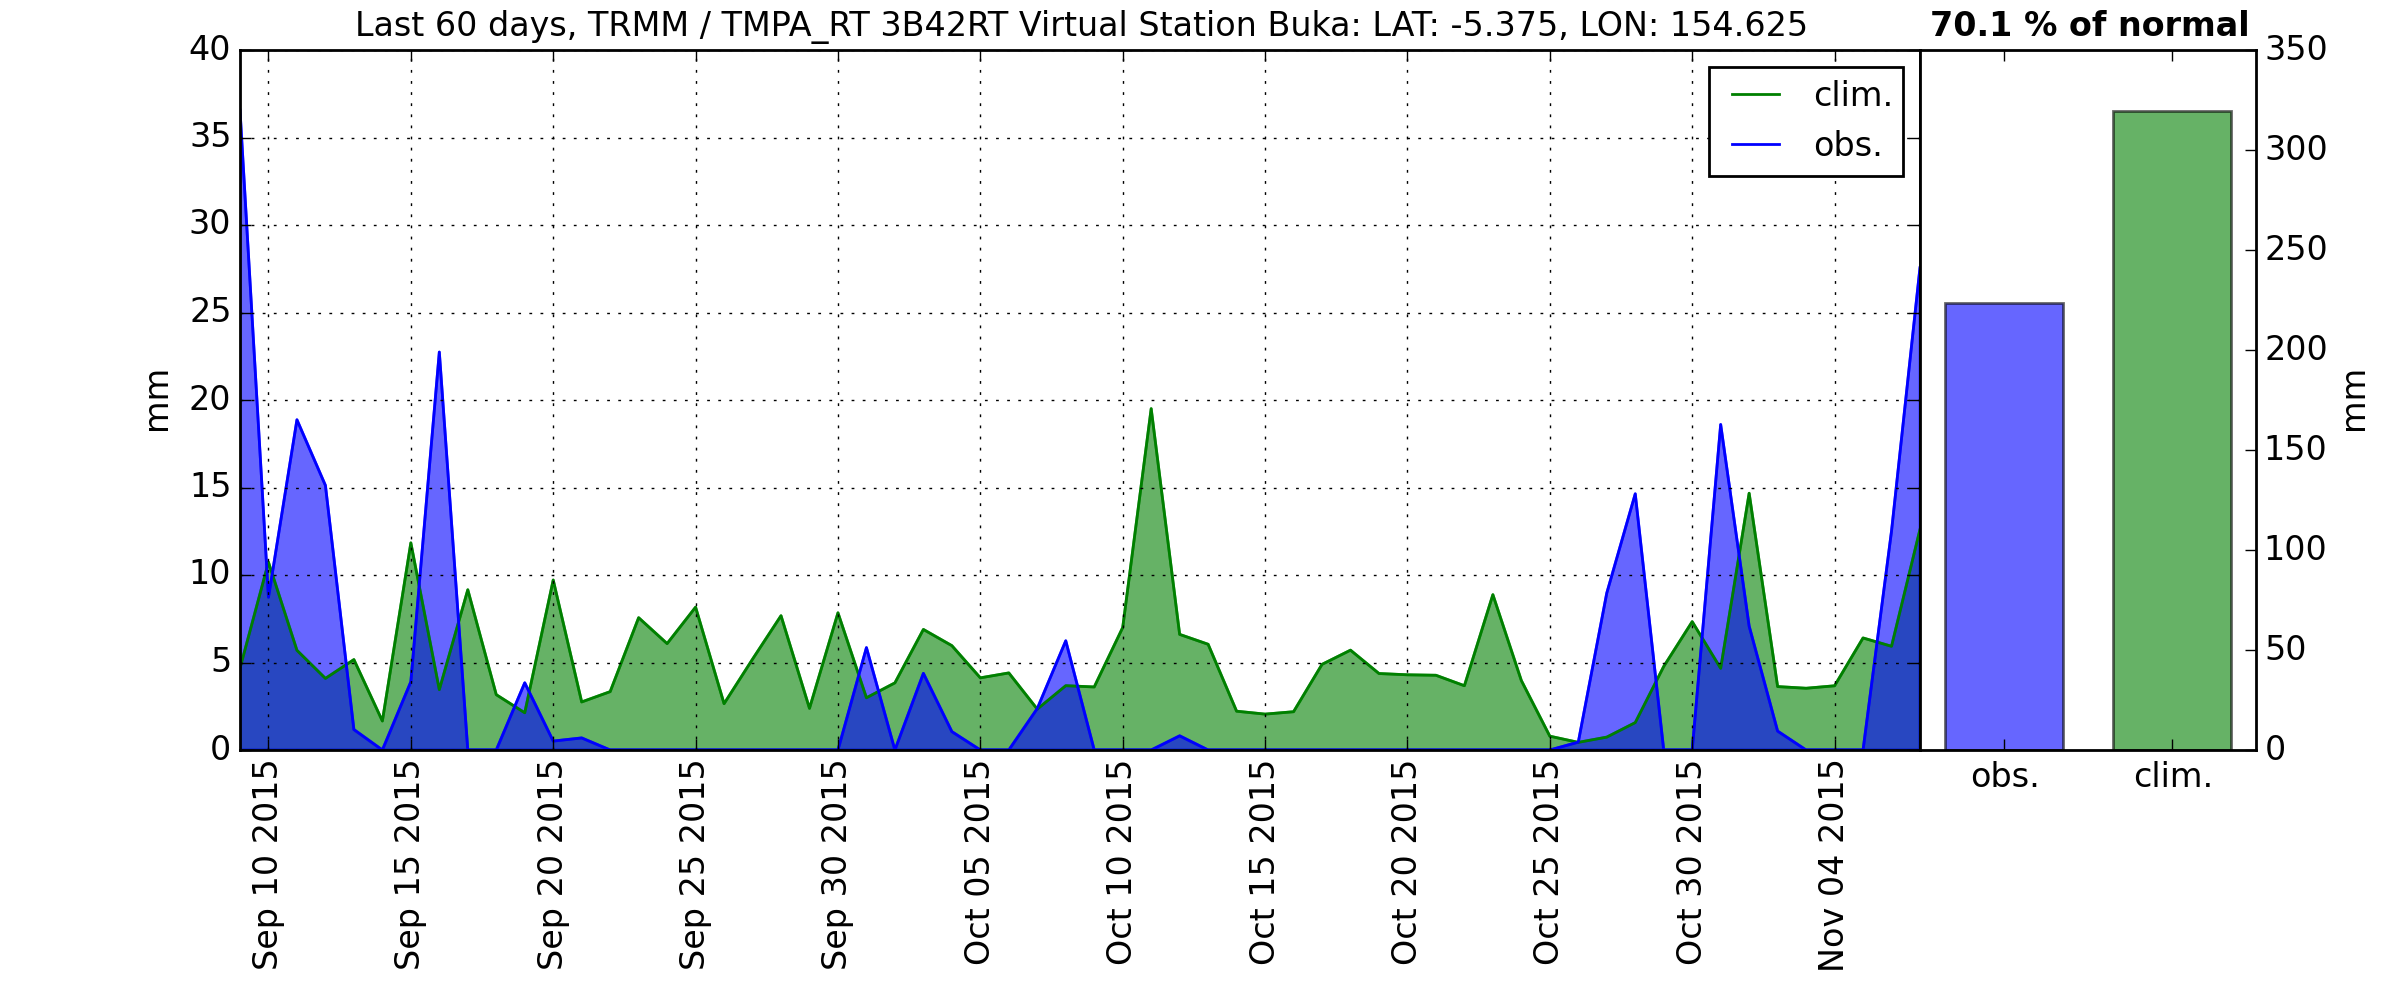 Last 60 days, TRMM / TMPA_RT 3B42RT Virtual Station Buka: LAT: -5.375, LON: 154.625
70.1 % of normal
40
35
30
25
20
15
10
5
0
mm
clim.
obs.
350
300
250
200
150
100
50
0
mm
Sep 10 2015
Sep 15 2015
Sep 20 2015
Sep 25 2015
Sep 30 2015
Oct 05 2015
Oct 10 2015
Oct 15 2015
Oct 20 2015
Oct 25 2015
Oct 30 2015
Nov 04 2015
obs.
clim.